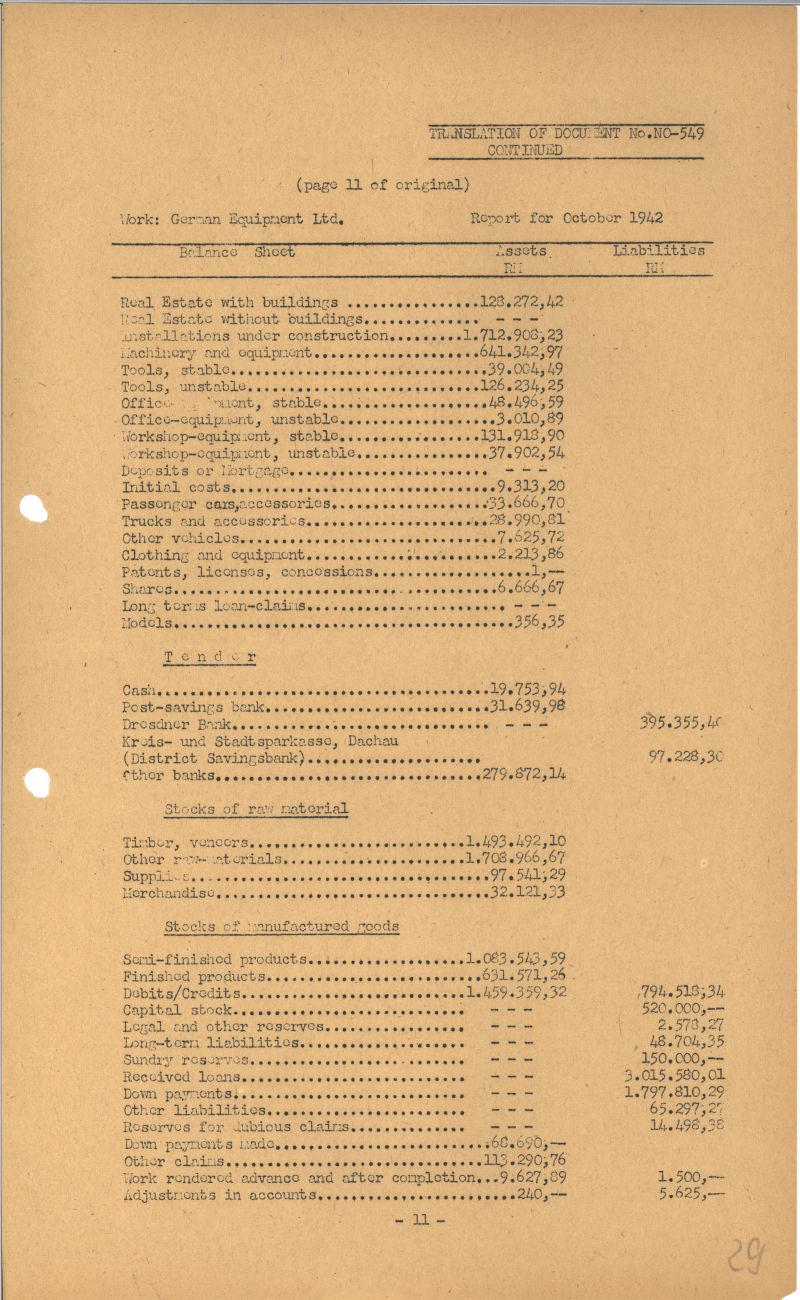 TRANSLATION OF DOCUMENT No.NO-549
CONTINUED
(page 11 of original)
Work: German Equipment Ltd. Report for October 1942
Balance Sheet Assets Liabilities
RM RM
Real Estate with buildings ................128.272,42
Real Estate without buildings.............. - - -
Installations under construction.........1.712.908,23
Machinery and equipment....................641.342,97
Tools, stable...............................39.004,49
Tools, unstable............................126.234,25
Office- stable....................48.496,59
Office-equipment, unstable...................3.010,89
Workshop-equipment, stable.................131.918,90
Workshop-equipment, unstable................37.902,54
Deposits or Mortgage........................ - - -
Initial costs................................9.313,20
Passenger cars,accessories...................33.666,70
Trucks and accessories......................28.990,81
Other vehicles...............................7.625,72
Clothing and equipment.......................2.213,86
Patents, licenses, concessions...................1,—
Shares.......................................6.666,67
Long terms loan-claims........................ - - -
Models.........................................356,35
Tender
Cash........................................19.753,94
Post-savings bank...........................31.639,98
Dresdner Bank............................... - - - 395.355,40
Kreis- und Stadtsparkasse, Dachau
(District Savingsbank)..................... 97.228,30
Other banks................................279.872,14
Stocks of raw material
Timber, veneers..........................1.493.492,10
Other raw-materials......................1.708.966,67
Supplies....................................97.541,29
Merchandise.................................32.121,33
Stocks of manufactured goods
Semi-finished products...................1.083.543,59
Finished products..........................631.571,26
Debits/Credits...........................1.459.359,32 794.518,34
Capital stock............................ - - - 520.000,—
Legal and other reserves................. - - - 2.578,27
Long-term liabilities.................... - - - 48.704,35
Sundry reserves.......................... - - - 150.000,—
Received loans........................... - - - 3.015.580,01
Down payments............................ - - - 1.797.810,29
Other liabilities........................ - - - 65.297,27
Reserves for dubious claims.............. - - - 14.498,38
Down payments made..........................68.690,—
Other claims...............................113.290,76
Work rendered advance and after completion...9.627,89 1.500,—
Adjustments in accounts........................240,— 5.625,—
- 11 -
29